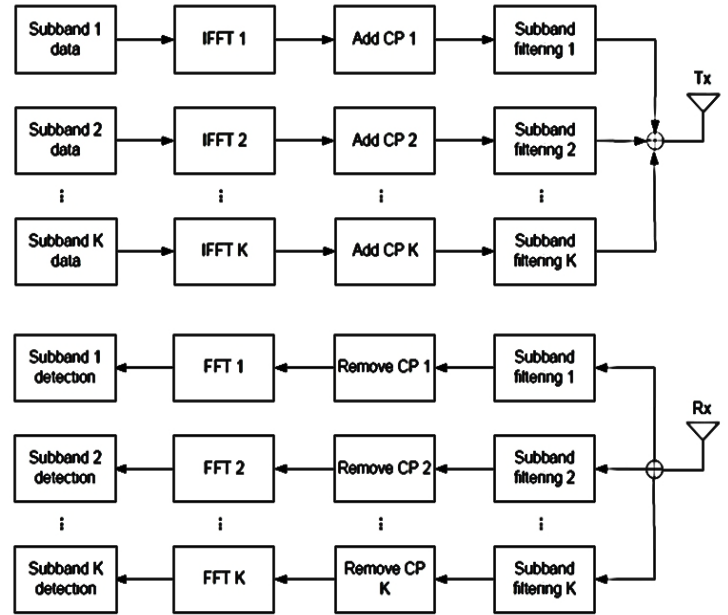 Subband 1
data
IFFT 1
Add CP 1
Subband
filtering 1
Tx
Subband 2
data
IFFT 2
Add CP 2
Subband
filtering 2
Subband K
data
IFFT K
Add CP K
Subband
filtering K
Subband 1
detection
FFT 1
Remove CP 1
Subband
filtering 1
Rx
Subband 2
detection
FFT 2
Remove CP 2
Subband
filtering 2
Subband K
detection
FFT K
Remove CP
K
Subband
filtering K